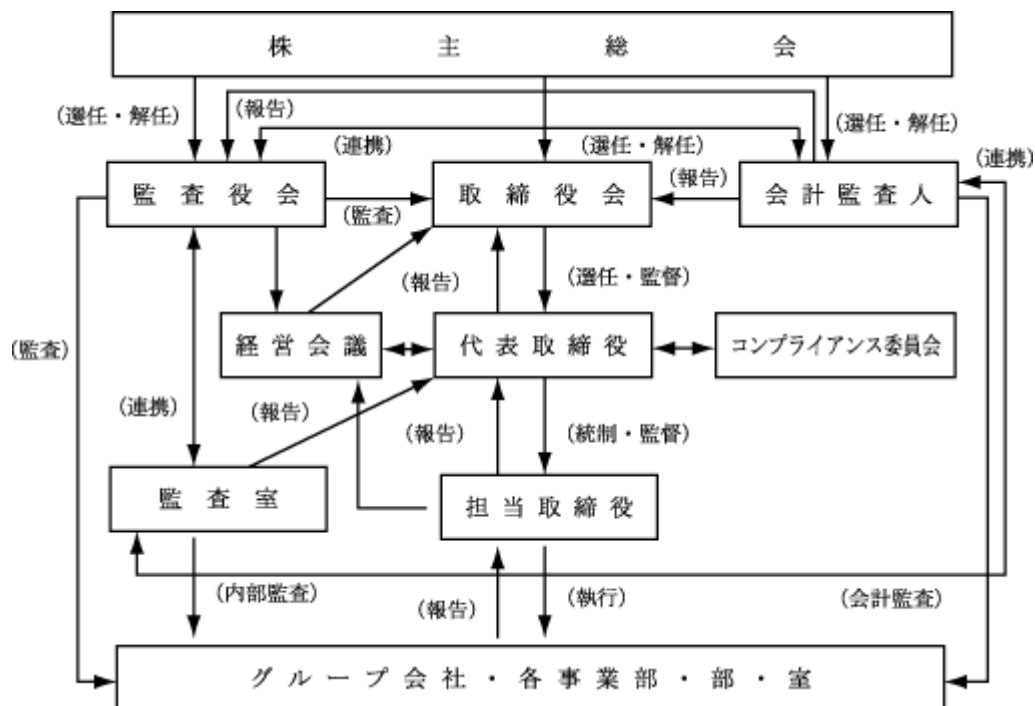 株主総会
(選任・解任)
(報告)
(選任・解任)
(連携)
(選任・解任)
(連携)
監査役会
(監査)
取締役会
(報告)
会計監査人
(報告)
(選任・監督)
(監査)
経営会議
代表取締役
コンプライアンス委員会
(連携)
(報告)
(報告)
(統制・監督)
監査室
担当取締役
(内部監査)
(報告)
(執行)
(会計監査)
グループ会社・各事業部・部・室